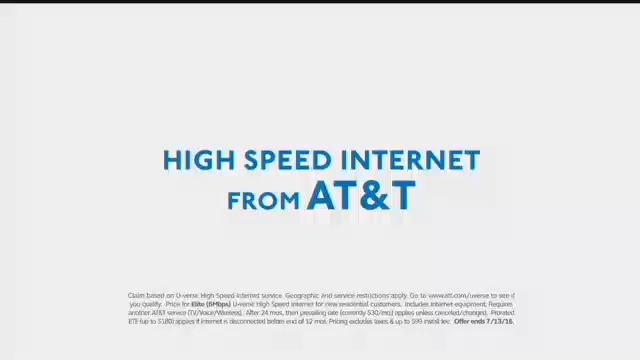 HIGH SPEED INTERNET
FROM AT&T
Claim based on U-verse High Speed Internet service. Geographic and service restrictions apply. Go to www.att.com/uverse to see if
you qualify. Price for Elite (6Mbps) U-verse High Speed Internet for new residential customers. Includes Internet equipment. Requires
another AT&T service (TV/Voice/Wireless). After 24 mos, then prevailing rate (currently $30/mo) applies unless canceled/changed. Prorated
ETF (up to $180) applies if Internet is disconnected before end of 12 mos. Pricing excludes taxes & up to $99 install fee. Offer ends 7/13/16.